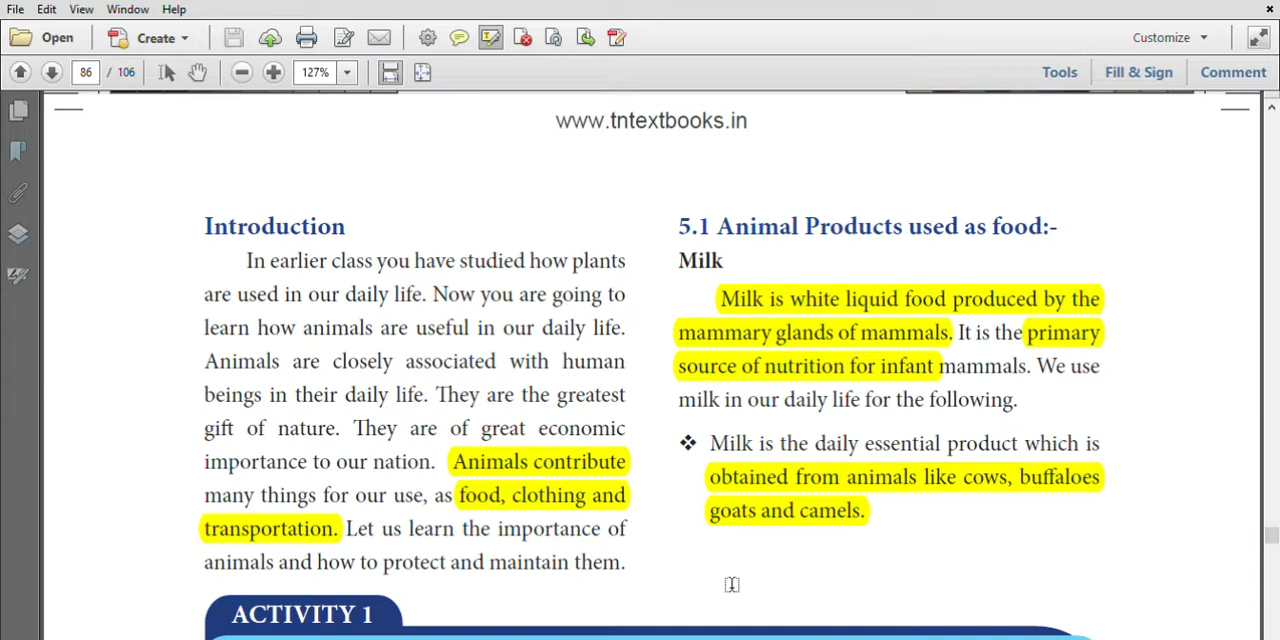 File Edit View Window Help
Open Create Customize
86 / 106 127% Tools Fill & Sign Comment
www.tntextbooks.in
Introduction
In earlier class you have studied how plants
are used in our daily life. Now you are going to
learn how animals are useful in our daily life.
Animals are closely associated with human
beings in their daily life. They are the greatest
gift of nature. They are of great economic
importance to our nation. Animals contribute
many things for our use, as food, clothing and
transportation. Let us learn the importance of
animals and how to protect and maintain them.
5.1 Animal Products used as food:-
Milk
Milk is white liquid food produced by the
mammary glands of mammals. It is the primary
source of nutrition for infant mammals. We use
milk in our daily life for the following.
❖ Milk is the daily essential product which is
obtained from animals like cows, buffaloes
goats and camels.
ACTIVITY 1